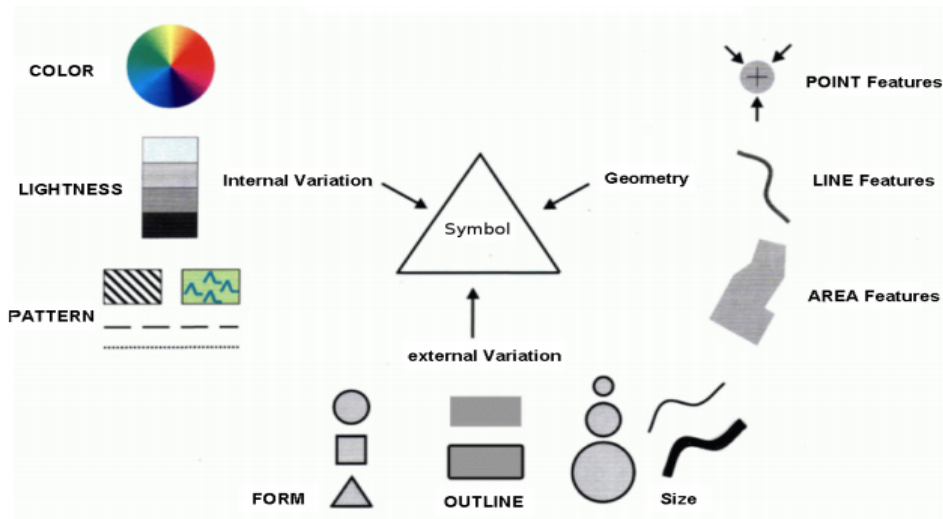 COLOR
POINT Features
LIGHTNESS
Internal Variation
Geometry
LINE Features
Symbol
PATTERN
AREA Features
external Variation
FORM
OUTLINE
Size